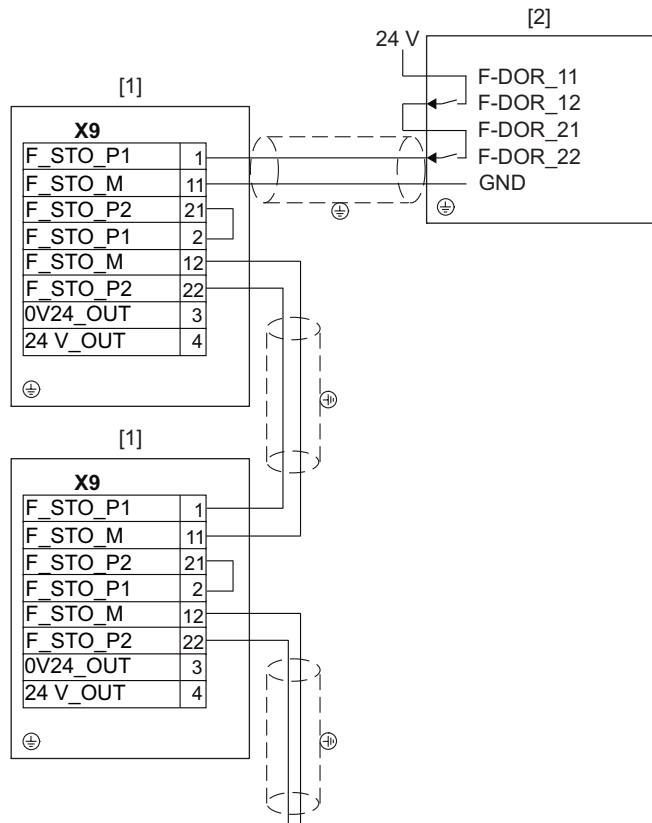 [2]
24 V
F-DOR_11
F-DOR_12
F-DOR_21
F-DOR_22
GND
[1]
X9
F_STO_P1 1
F_STO_M 11
F_STO_P2 21
F_STO_P1 2
F_STO_M 12
F_STO_P2 22
0V24_OUT 3
24 V_OUT 4
[1]
X9
F_STO_P1 1
F_STO_M 11
F_STO_P2 21
F_STO_P1 2
F_STO_M 12
F_STO_P2 22
0V24_OUT 3
24 V_OUT 4